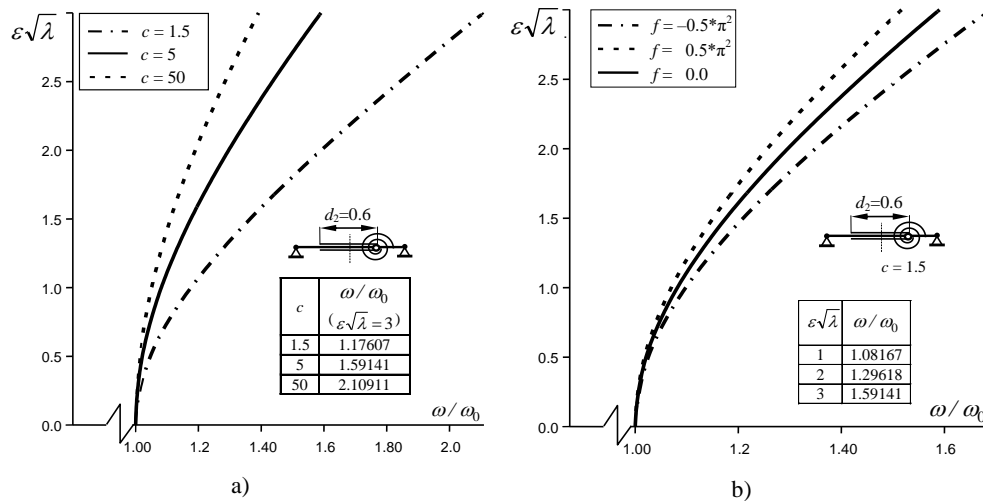 ε√λ
c = 1.5
c = 5
c = 50
2.5
2.0
1.5
1.0
0.5
0.0
d₂=0.6
c
ω/ω₀
(ε√λ = 3)
1.5 1.17607
5 1.59141
50 2.10911
ω/ω₀
1.00 1.2 1.40 1.6 1.80 2.0
a)
ε√λ
f = −0.5*π²
f = 0.5*π²
f = 0.0
2.5
2.0
1.5
1.0
0.5
0.0
d₂=0.6
c = 1.5
ε√λ ω/ω₀
1 1.08167
2 1.29618
3 1.59141
ω/ω₀
1.00 1.2 1.40 1.6
b)